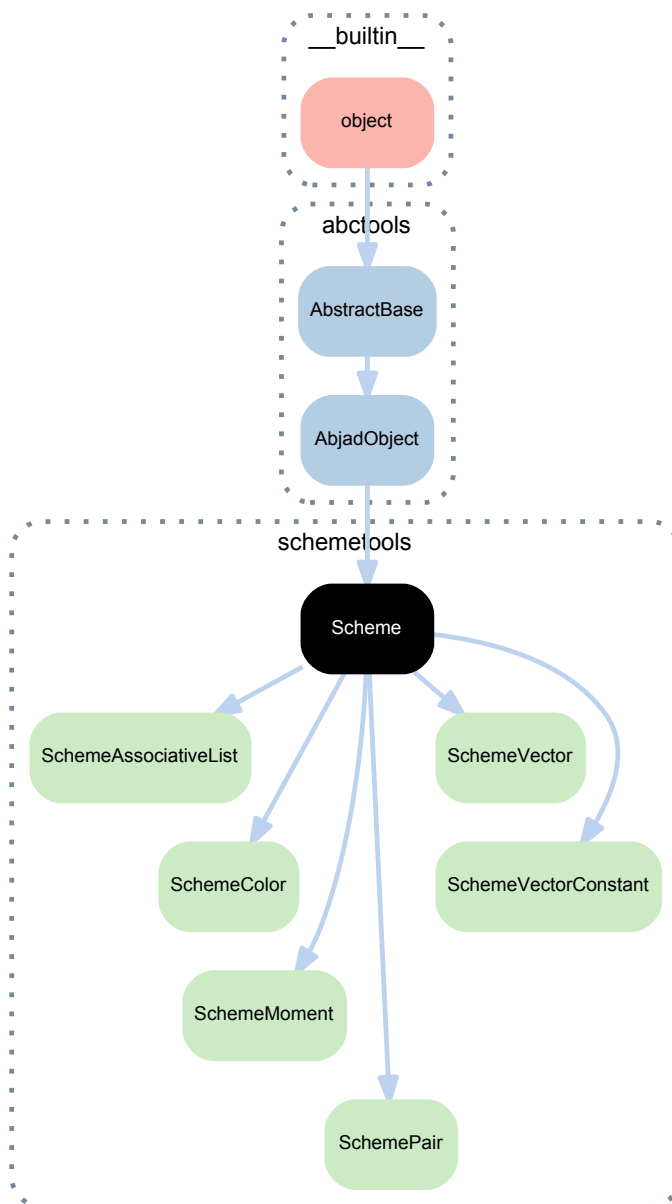 __builtin__
object
abctools
AbstractBase
AbjadObject
schemetools
Scheme
SchemeAssociativeList
SchemeVector
SchemeColor
SchemeVectorConstant
SchemeMoment
SchemePair